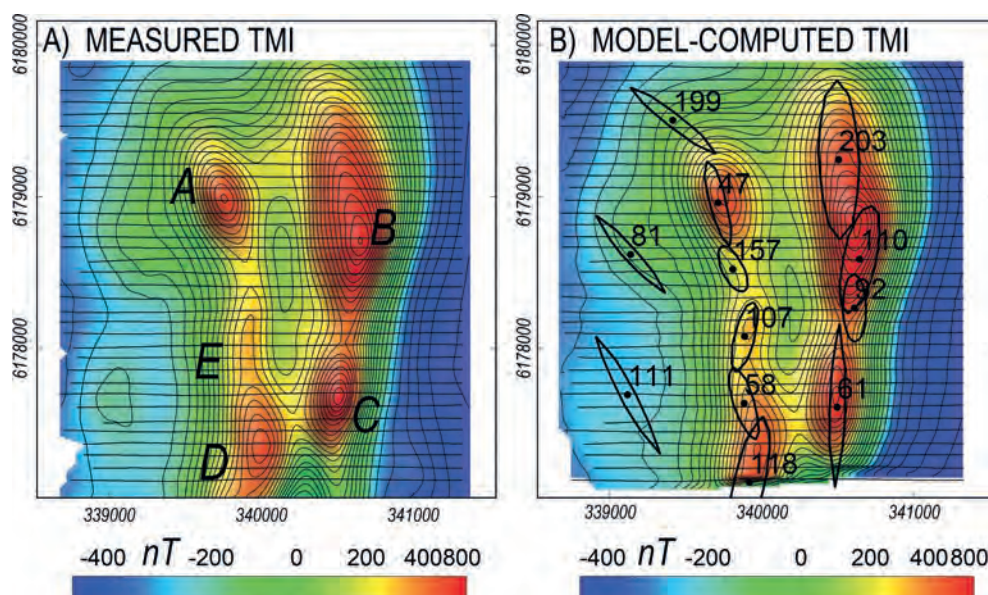 A) MEASURED TMI
6180000
6179000
6178000
A
B
E
C
D
339000 340000 341000
-400 nT -200 0 200 400 800
B) MODEL-COMPUTED TMI
6180000
6179000
6178000
199
203
47
81
110
157
92
107
111
58
61
118
339000 340000 341000
-400 nT -200 0 200 400 800